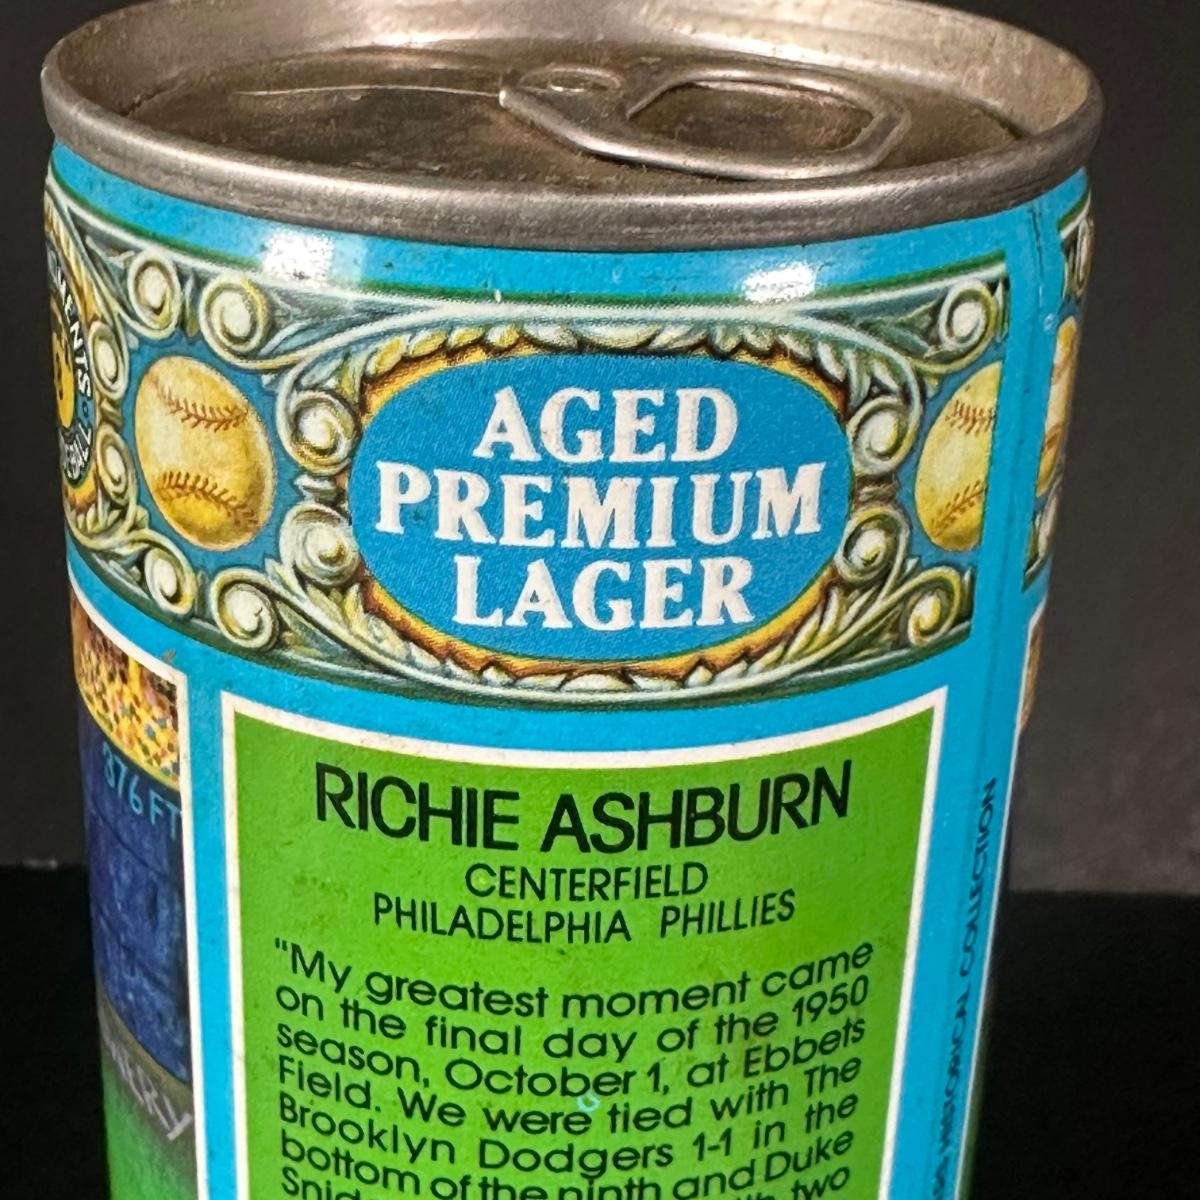 AGED
PREMIUM
LAGER
RICHIE ASHBURN
CENTERFIELD
PHILADELPHIA PHILLIES
"My greatest moment came
on the final day of the 1950
season, October 1, at Ebbets
Field. We were tied with The
Brooklyn Dodgers 1-1 in the
bottom of the ninth and Duke
two
376 FT
HISTORICAL COLLECTION